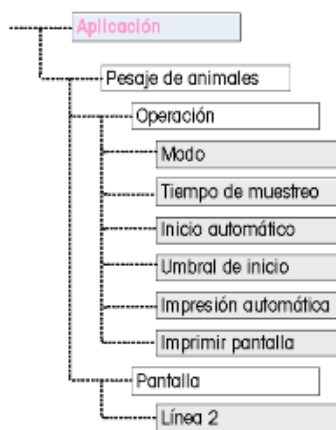 Aplicación
Pesaje de animales
Operación
Modo
Tiempo de muestreo
Inicio automático
Umbral de inicio
Impresión automática
Imprimir pantalla
Pantalla
Línea 2